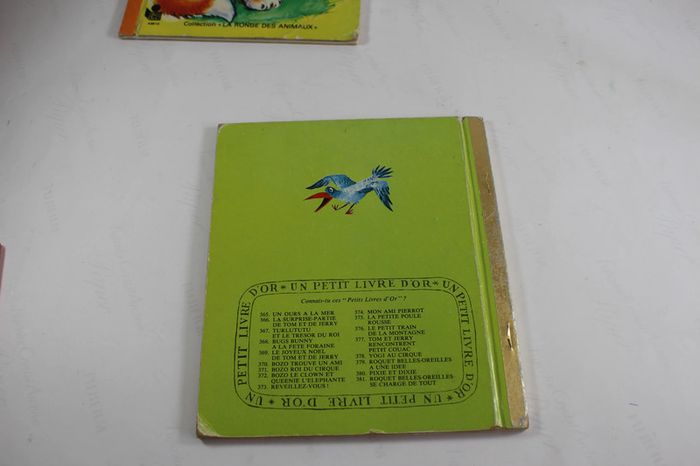 Collection « LA RONDE DES ANIMAUX »
UN PETIT LIVRE D'OR * UN PETIT LIVRE D'OR * UN PETIT LIVRE D'OR * UN PETIT LIVRE D'OR *
Connais-tu ces "Petits Livres d'Or" ?
365. UN OURS A LA MER
366. LA SURPRISE-PARTIE
DE TOM ET DE JERRY
367. TURLUTUTU
ET LE TRESOR DU ROI
368. BUGS BUNNY
A LA FETE FORAINE
369. LE JOYEUX NOEL
DE TOM ET DE JERRY
370. BOZO TROUVE UN AMI
371. BOZO ROI DU CIRQUE
372. BOZO LE CLOWN ET
QUEENIE L'ELEPHANTE
373. REVEILLEZ-VOUS !
374. MON AMI PIERROT
375. LA PETITE POULE
ROUSSE
376. LE PETIT TRAIN
DE LA MONTAGNE
377. TOM ET JERRY
RENCONTRENT
PETIT COUAC
378. YOGI AU CIRQUE
379. ROQUET BELLES-OREILLES
A UNE IDEE
380. PIXIE ET DIXIE
381. ROQUET BELLES-OREILLES
SE CHARGE DE TOUT